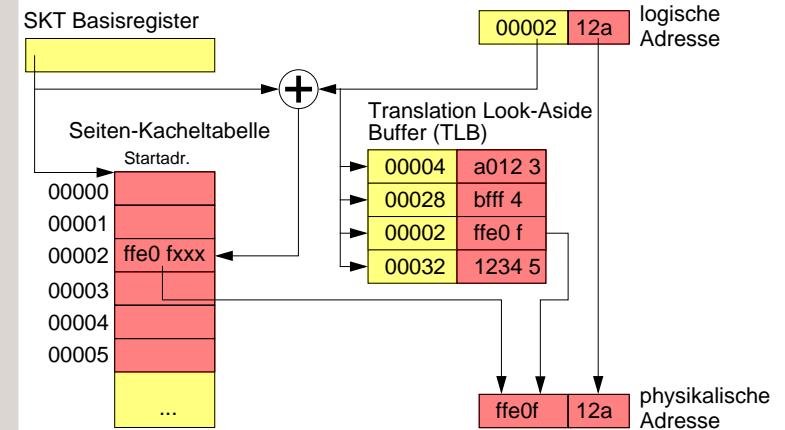 SKT Basisregister
00002 12a
logische
Adresse
+
Translation Look-Aside
Buffer (TLB)
Seiten-Kacheltabelle
Startadr.
00004 a012 3
00028 bfff 4
00002 ffe0 f
00032 1234 5
00000
00001
00002 ffe0 fxxx
00003
00004
00005
...
ffe0f 12a
physikalische
Adresse